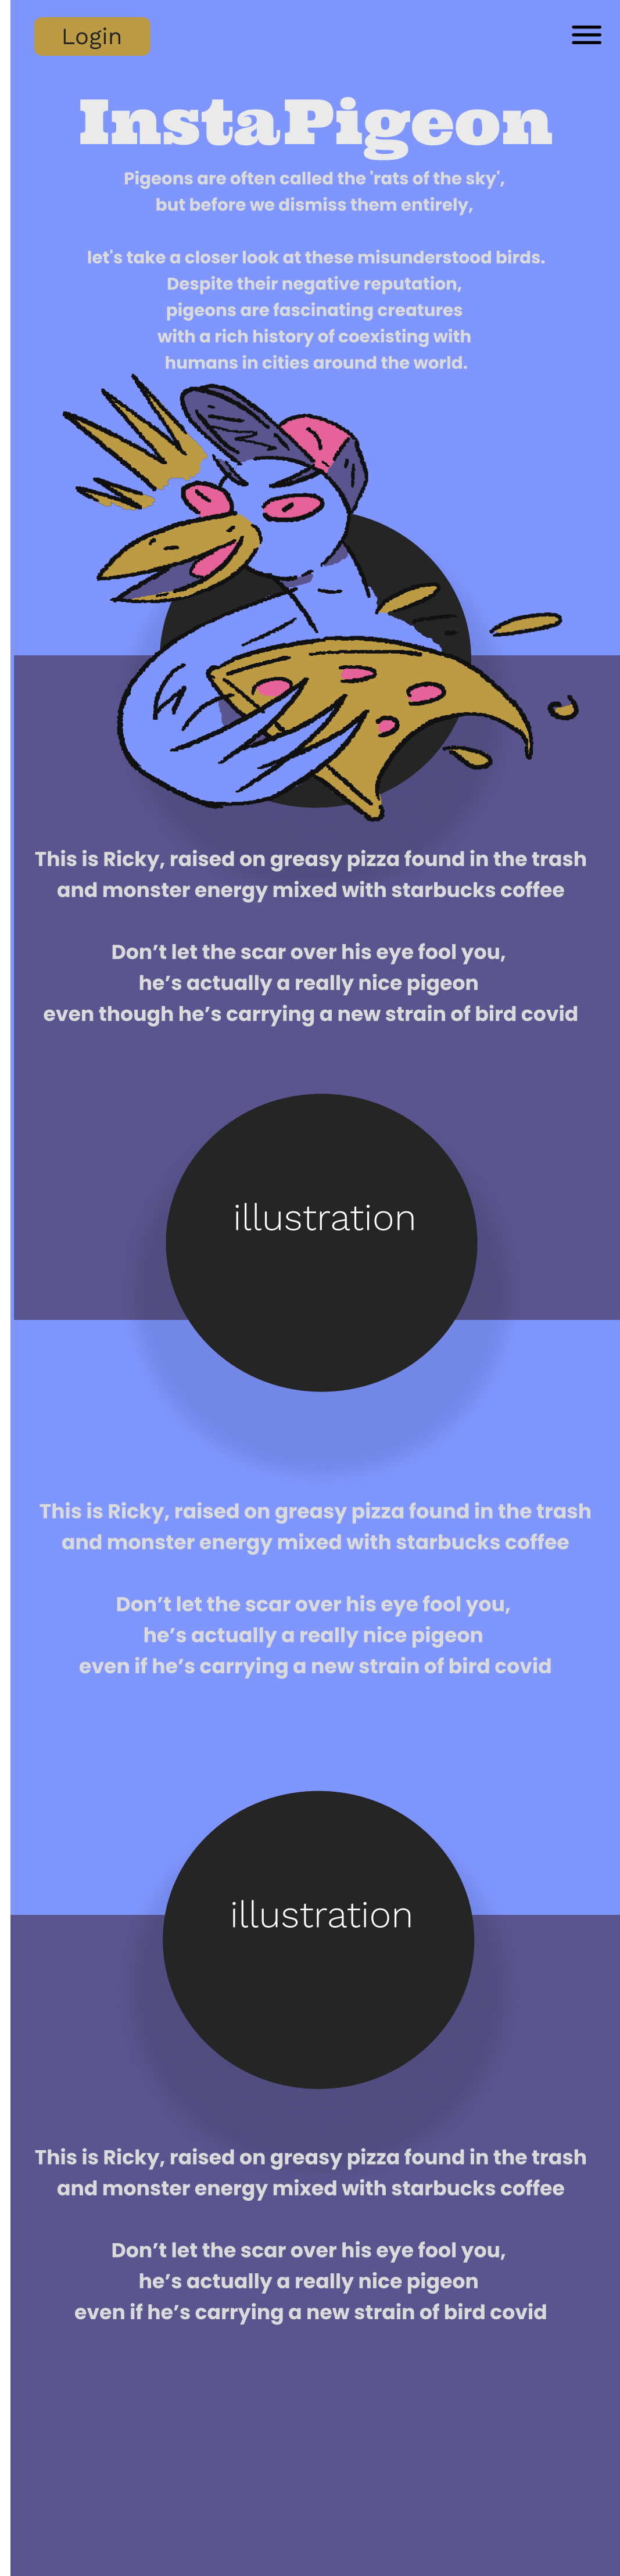 Login
InstaPigeon
Pigeons are often called the 'rats of the sky',
but before we dismiss them entirely,
let's take a closer look at these misunderstood birds.
Despite their negative reputation,
pigeons are fascinating creatures
with a rich history of coexisting with
humans in cities around the world.
This is Ricky, raised on greasy pizza found in the trash
and monster energy mixed with starbucks coffee
Don’t let the scar over his eye fool you,
he’s actually a really nice pigeon
even though he’s carrying a new strain of bird covid
illustration
This is Ricky, raised on greasy pizza found in the trash
and monster energy mixed with starbucks coffee
Don’t let the scar over his eye fool you,
he’s actually a really nice pigeon
even if he’s carrying a new strain of bird covid
illustration
This is Ricky, raised on greasy pizza found in the trash
and monster energy mixed with starbucks coffee
Don’t let the scar over his eye fool you,
he’s actually a really nice pigeon
even if he’s carrying a new strain of bird covid